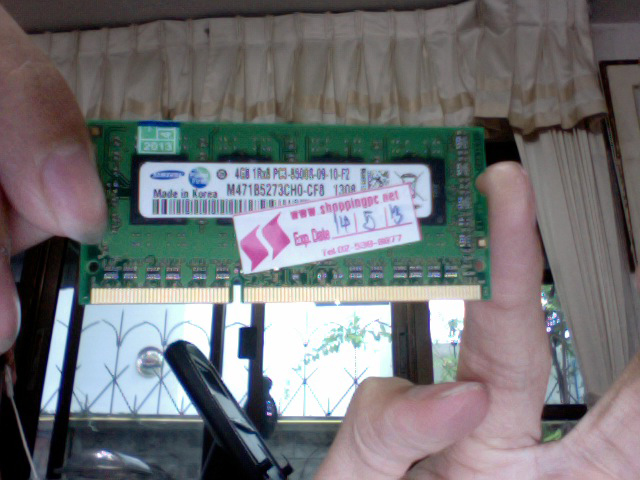 2013
SAMSUNG
4GB 1Rx8 PC3-8500S-09-10-F2
Made in Korea
M471B5273CH0-CF8 1308
www.shoppingpc.net
Exp. Date 14 / 5 / 13
Tel.02-530-8877